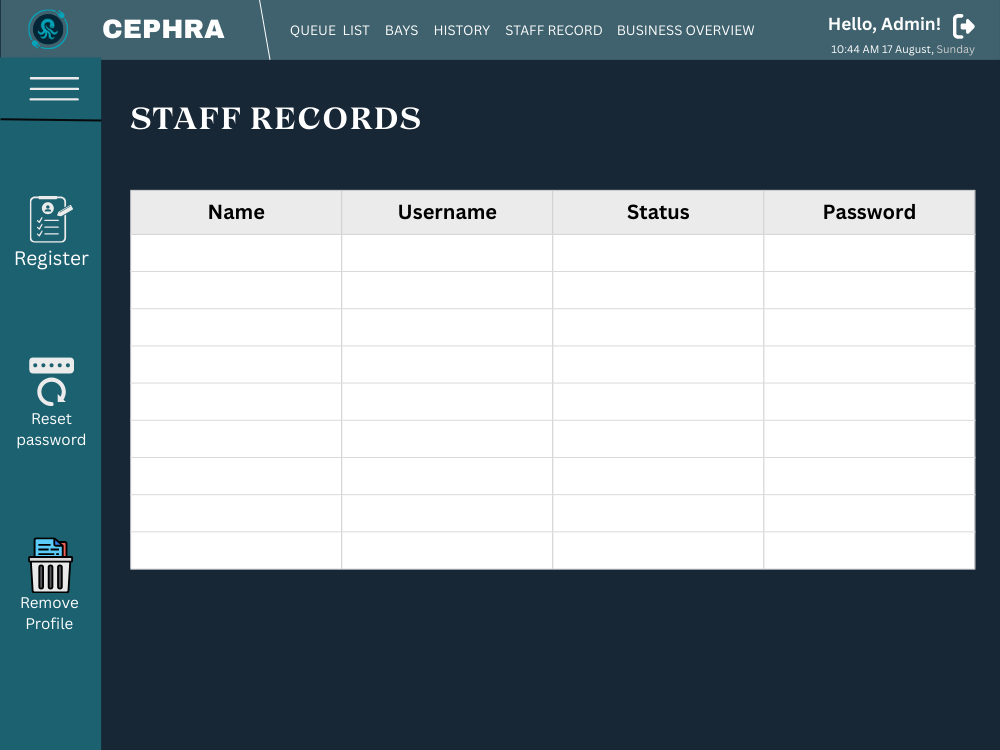 CEPHRA
QUEUE LIST BAYS HISTORY STAFF RECORD BUSINESS OVERVIEW
Hello, Admin!
10:44 AM 17 August, Sunday
STAFF RECORDS
Name Username Status Password
Register
Reset
password
Remove
Profile